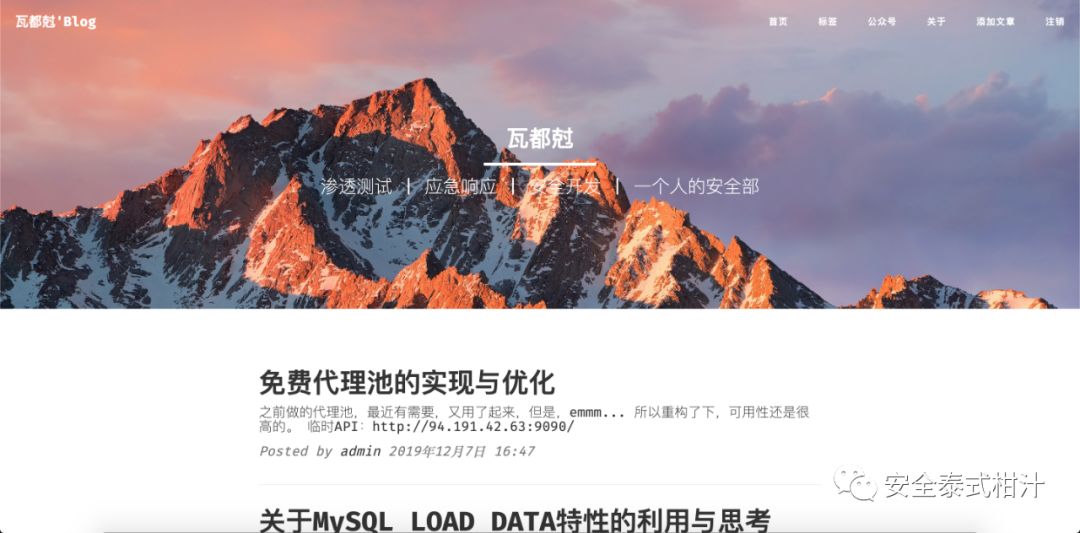 瓦都尅'Blog
首页 标签 公众号 关于 添加文章 注销
瓦都尅
渗透测试 | 应急响应 | 安全开发 | 一个人的安全部
免费代理池的实现与优化
之前做的代理池，最近有需要，又用了起来，但是，emmm... 所以重构了下，可用性还是很
高的。 临时API：http://94.191.42.63:9090/
Posted by admin 2019年12月7日 16:47
安全泰式柑汁
关于MySQL LOAD DATA特性的利用与思考